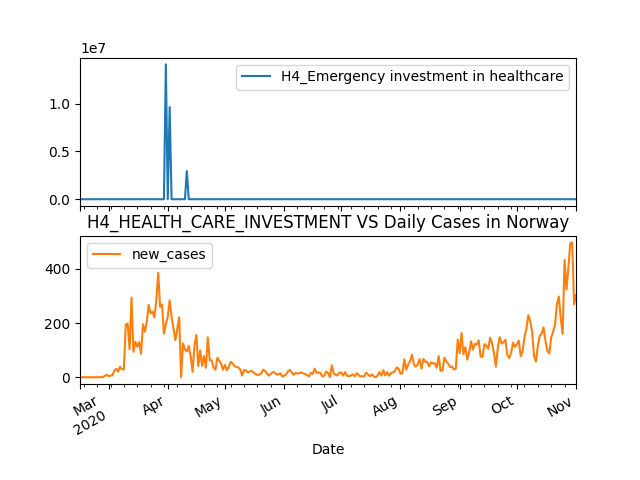 1e7
H4_Emergency investment in healthcare
1.0
0.5
0.0
H4_HEALTH_CARE_INVESTMENT VS Daily Cases in Norway
new_cases
400
200
0
Mar
2020
Apr
May
Jun
Jul
Aug
Sep
Oct
Nov
Date